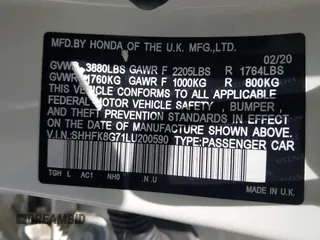 MFD.BY HONDA OF THE U.K.MFG.,LTD.
02/20
GVWR 3880LBS GAWR F 2205LBS R 1764LBS
GVWR 1760KG GAWR F 1000KG R 800KG
THIS VEHICLE CONFORMS TO ALL APPLICABLE
FEDERAL MOTOR VEHICLE SAFETY, BUMPER,
AND THEFT PREVENTION STANDARDS IN EFFECT
ON THE DATE OF MANUFACTURE SHOWN ABOVE.
V.I.N.:SHHFK8G71LU200590 TYPE:PASSENGER CAR
TGH L AC1 NH0 .N.U